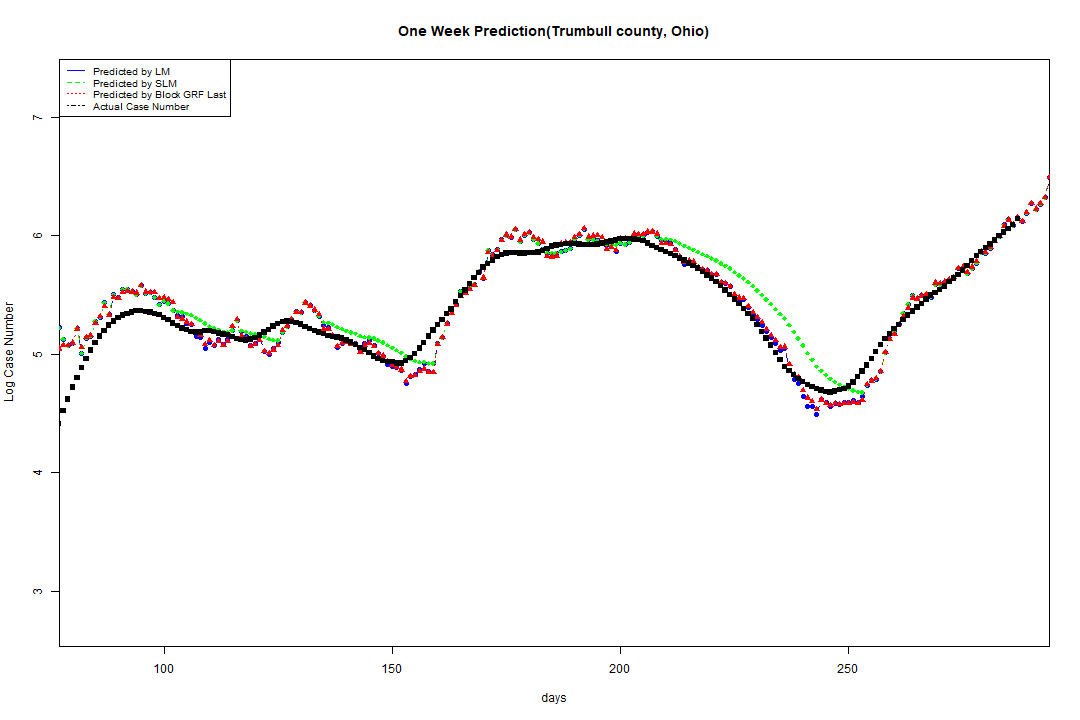 One Week Prediction(Trumbull county, Ohio)
Predicted by LM
Predicted by SLM
Predicted by Block GRF Last
Actual Case Number
7
6
5
4
3
Log Case Number
100 150 200 250
days